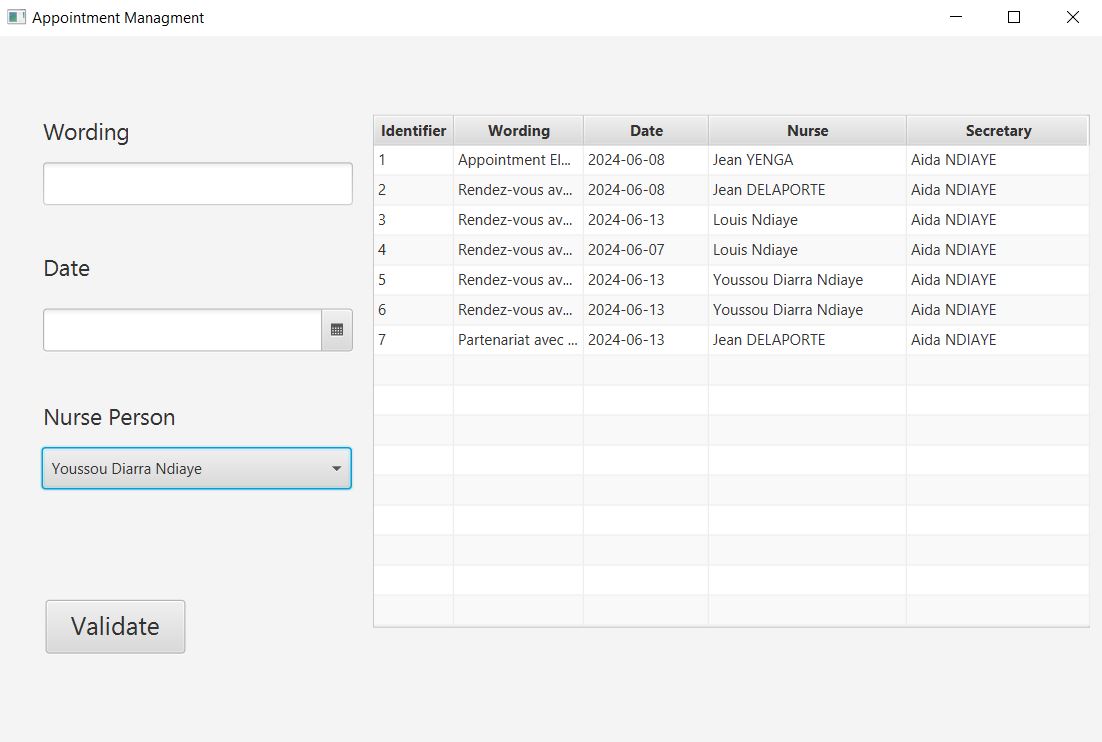 Appointment Managment
Wording
Date
Nurse Person
Youssou Diarra Ndiaye
Validate
Identifier Wording Date Nurse Secretary
1 Appointment El... 2024-06-08 Jean YENGA Aida NDIAYE
2 Rendez-vous av... 2024-06-08 Jean DELAPORTE Aida NDIAYE
3 Rendez-vous av... 2024-06-13 Louis Ndiaye Aida NDIAYE
4 Rendez-vous av... 2024-06-07 Louis Ndiaye Aida NDIAYE
5 Rendez-vous av... 2024-06-13 Youssou Diarra Ndiaye Aida NDIAYE
6 Rendez-vous av... 2024-06-13 Youssou Diarra Ndiaye Aida NDIAYE
7 Partenariat avec ... 2024-06-13 Jean DELAPORTE Aida NDIAYE